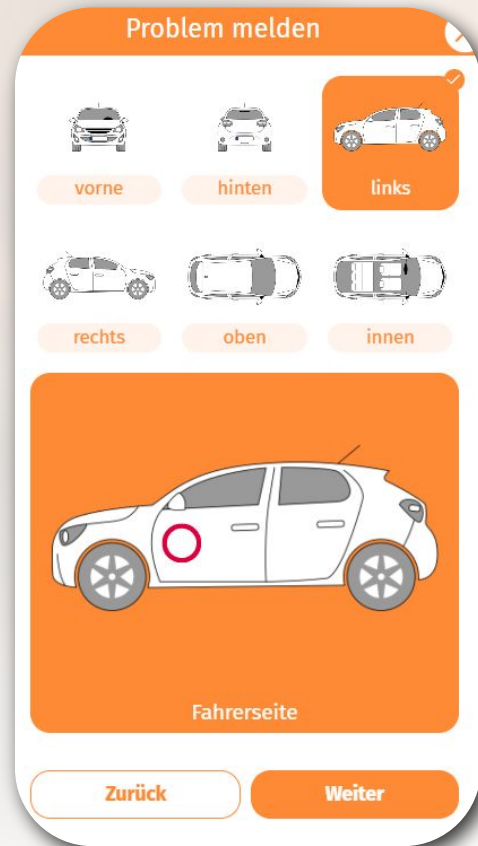 Problem melden
vorne
hinten
links
rechts
oben
innen
Fahrerseite
Zurück
Weiter